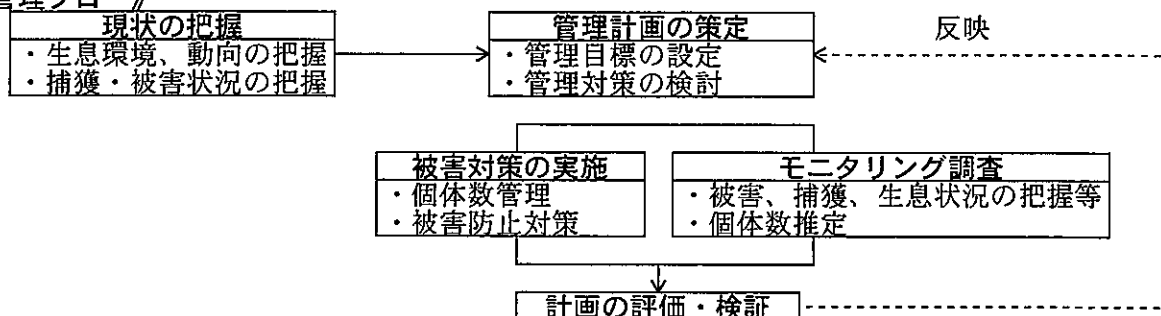 管理フロー》
現状の把握
・生息環境、動向の把握
・捕獲・被害状況の把握
管理計画の策定
・管理目標の設定
・管理対策の検討
反映
被害対策の実施
・個体数管理
・被害防止対策
モニタリング調査
・被害、捕獲、生息状況の把握等
・個体数推定
計画の評価・検証